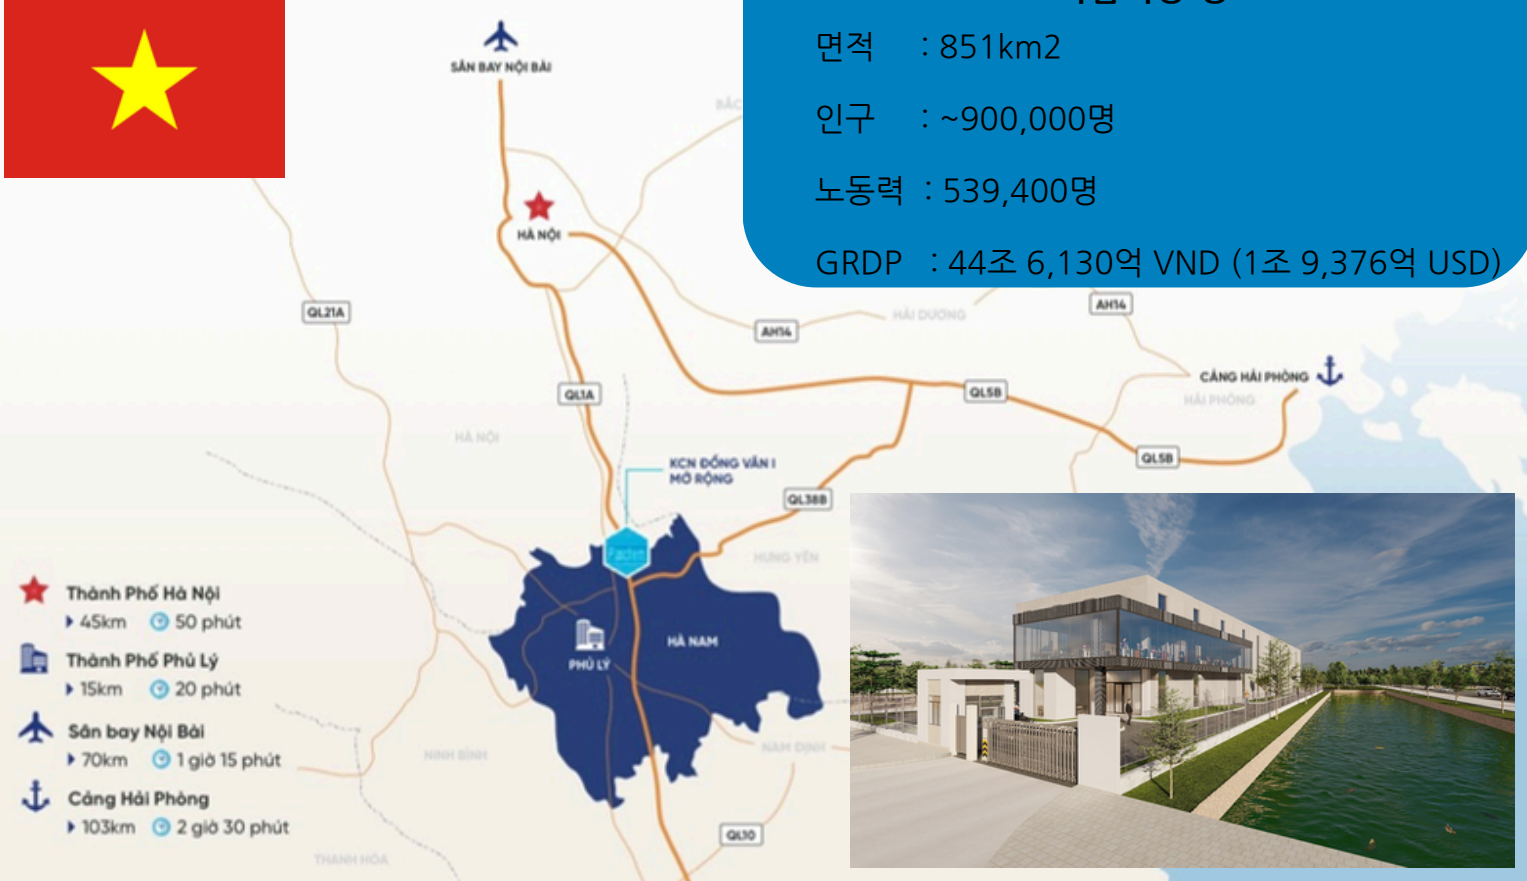 면적 : 851km2
인구 : ~900,000명
노동력 : 539,400명
GRDP : 44조 6,130억 VND (1조 9,376억 USD)
SÂN BAY NỘI BÀI
BẮC
HÀ NỘI
QL21A
AH14
HẢI DƯƠNG
AH14
CẢNG HẢI PHÒNG
HẢI PHÒNG
QL1A
QL5B
QL5B
HÀ NỘI
KCN ĐỒNG VĂN I
MỞ RỘNG
QL38B
HƯNG YÊN
HÀ NAM
PHỦ LÝ
NINH BÌNH
NAM ĐỊNH
QL10
THANH HÓA
Thành Phố Hà Nội
45km 50 phút
Thành Phố Phủ Lý
15km 20 phút
Sân bay Nội Bài
70km 1 giờ 15 phút
Cảng Hải Phòng
103km 2 giờ 30 phút